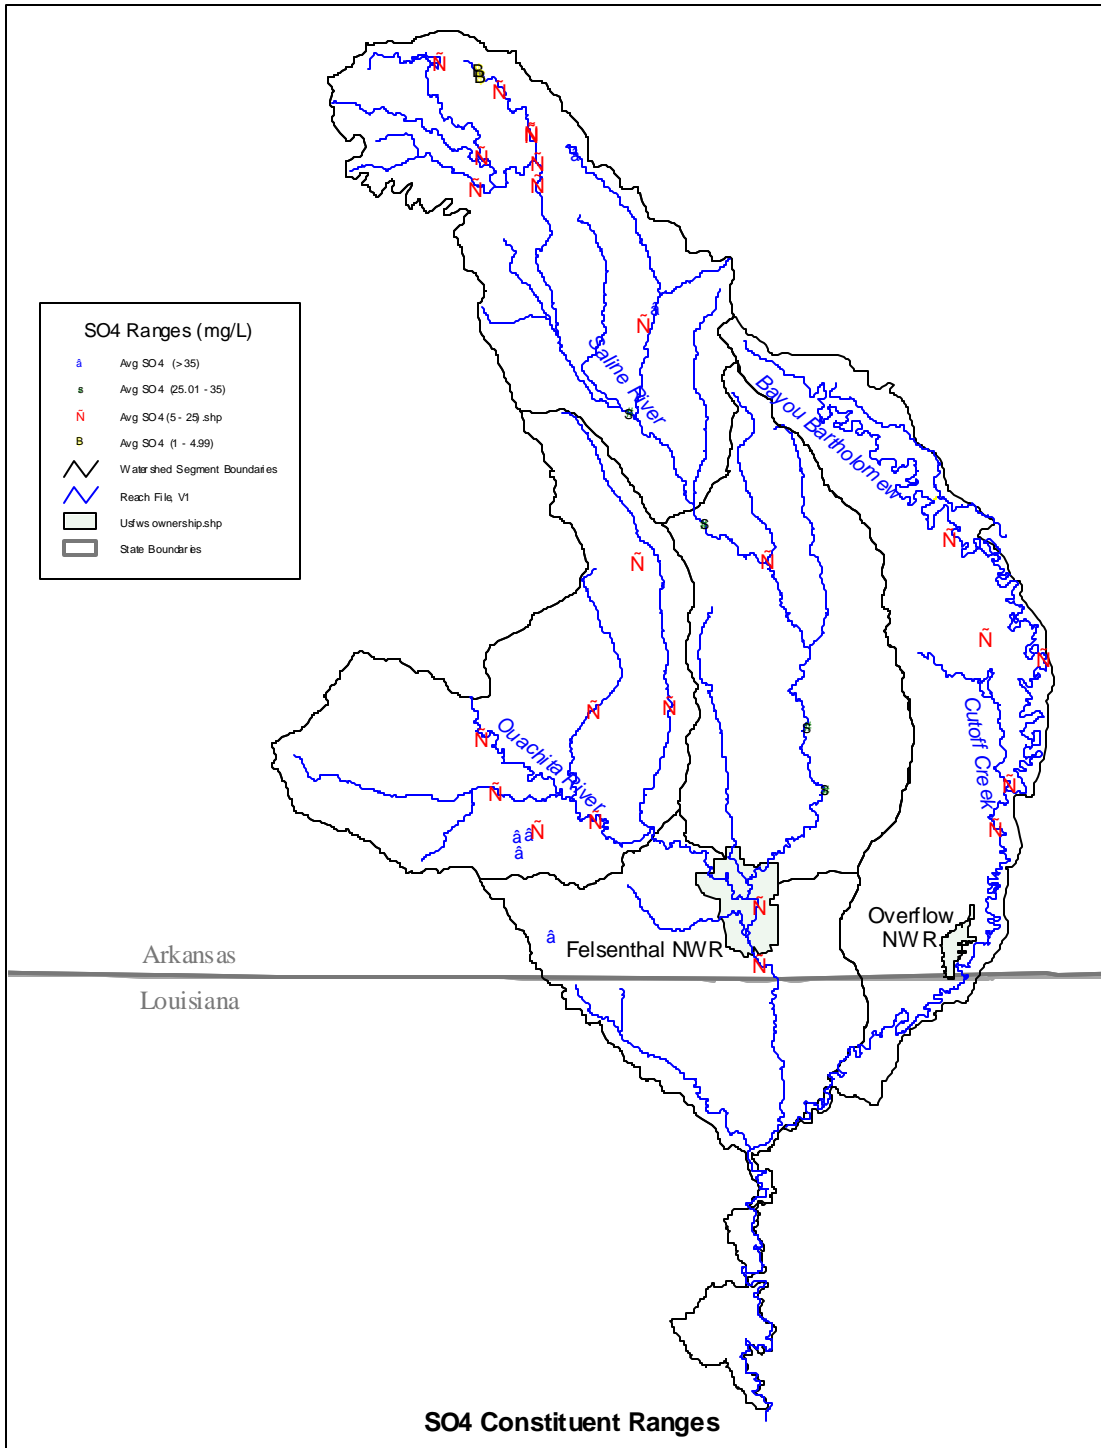 SO4 Ranges (mg/L)
â Avg SO4 (>35)
s Avg SO4 (25.01 - 35)
Ñ Avg SO4 (5 - 25).shp
B Avg SO4 (1 - 4.99)
Watershed Segment Boundaries
Reach File, V1
Usfws ownership.shp
State Boundaries
Ñ
B
B
Ñ
Ñ
Ñ
Ñ
Ñ
Ñ
â
Ñ
Saline River
s
Bayou Bartholomew
s
Ñ
Ñ
Ñ
Ñ
Ñ
Cutoff Creek
Ñ
Ñ
Ñ
Ouachita River
s
Ñ
Ñ
s
Ñ
Ñ
Ñ
â â
â
Ñ
Overflow
NWR
â
Felsenthal NWR
Ñ
Arkansas
Louisiana
SO4 Constituent Ranges